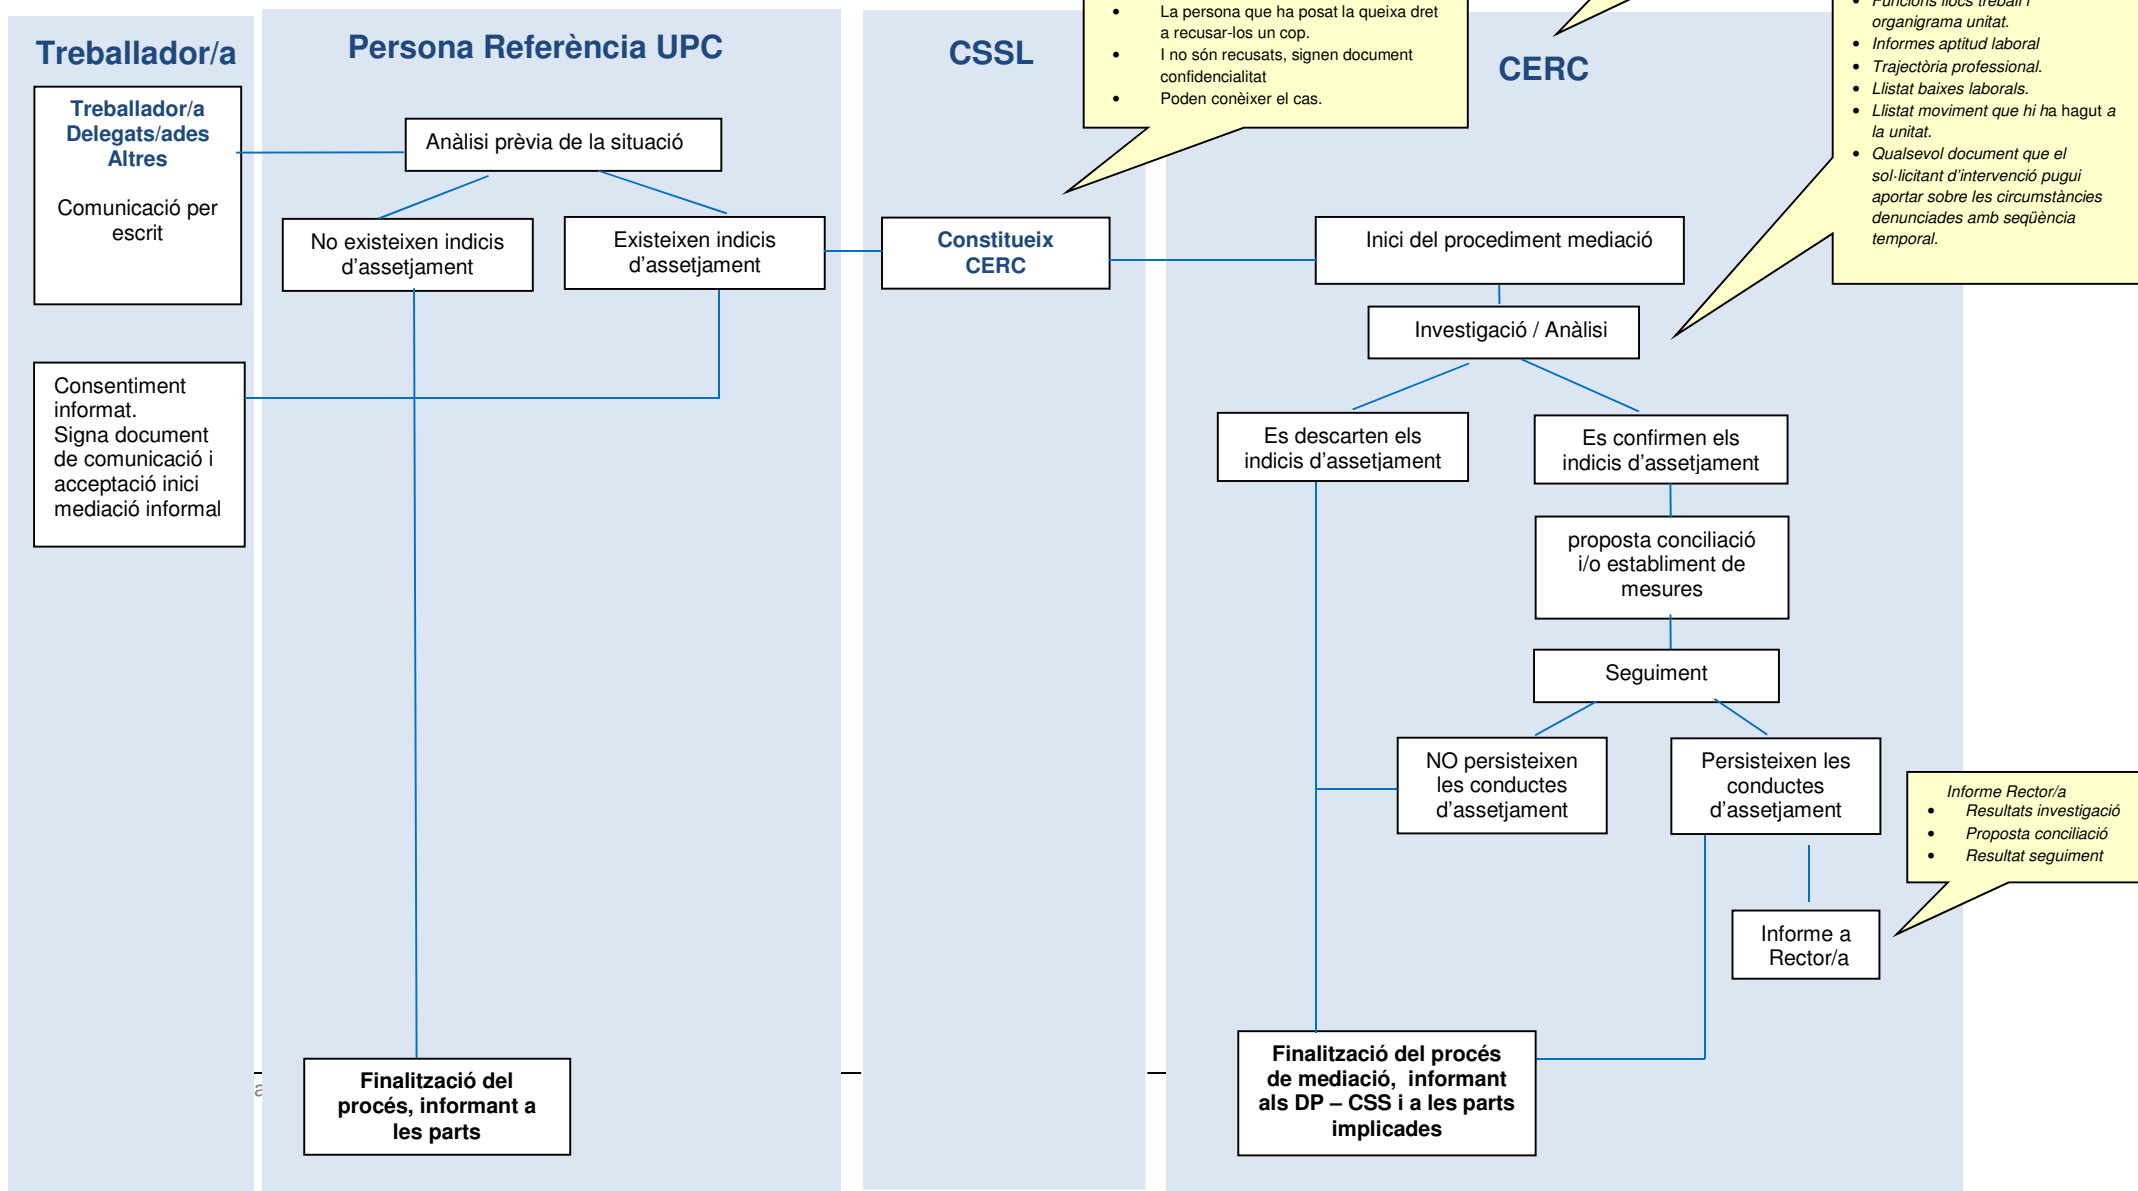 Treballador/a
Persona Referència UPC
CSSL
CERC
La persona que ha posat la queixa dret
a recusar-los un cop.
I no són recusats, signen document
confidencialitat
Poden conèixer el cas.
Funcions llocs treball i
organigrama unitat.
Informes aptitud laboral
Trajectòria professional.
Llistat baixes laborals.
Llistat moviment que hi ha hagut a
la unitat.
Qualsevol document que el
sol·licitant d'intervenció pugui
aportar sobre les circumstàncies
denunciades amb seqüència
temporal.
Treballador/a
Delegats/ades
Altres
Comunicació per
escrit
Anàlisi prèvia de la situació
No existeixen indicis
d'assetjament
Existeixen indicis
d'assetjament
Constitueix
CERC
Inici del procediment mediació
Investigació / Anàlisi
Consentiment
informat.
Signa document
de comunicació i
acceptació inici
mediació informal
Es descarten els
indicis d'assetjament
Es confirmen els
indicis d'assetjament
proposta conciliació
i/o establiment de
mesures
Seguiment
NO persisteixen
les conductes
d'assetjament
Persisteixen les
conductes
d'assetjament
Informe Rector/a
Resultats investigació
Proposta conciliació
Resultat seguiment
Informe a
Rector/a
Finalització del
procés, informant a
les parts
Finalització del procés
de mediació, informant
als DP – CSS i a les parts
implicades